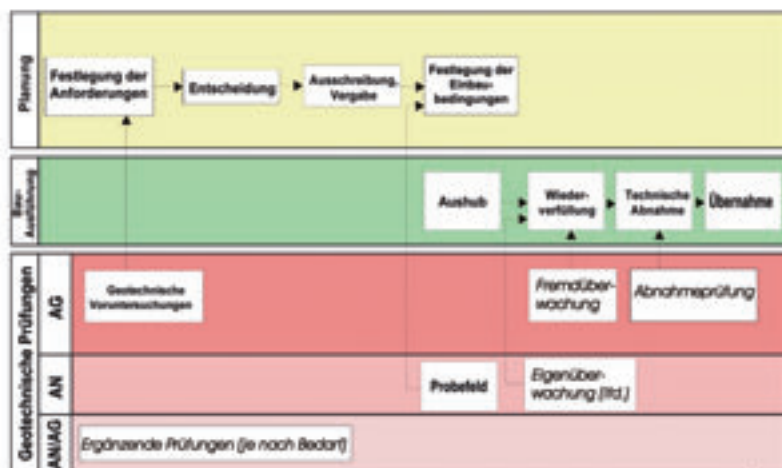 Planung
Festlegung der
Anforderungen
Entscheidung
Ausschreibung,
Vergabe
Festlegung der
Einbau-
bedingungen
Bau-
Ausführung
Aushub
Wieder-
verfüllung
Technische
Abnahme
Übernahme
Geotechnische Prüfungen
AG
Geotechnische
Voruntersuchungen
Fremdüber-
wachung
Abnahmeprüfung
AN
Probefeld
Eigenüber-
wachung (lfd.)
AN/AG
Ergänzende Prüfungen (je nach Bedarf)